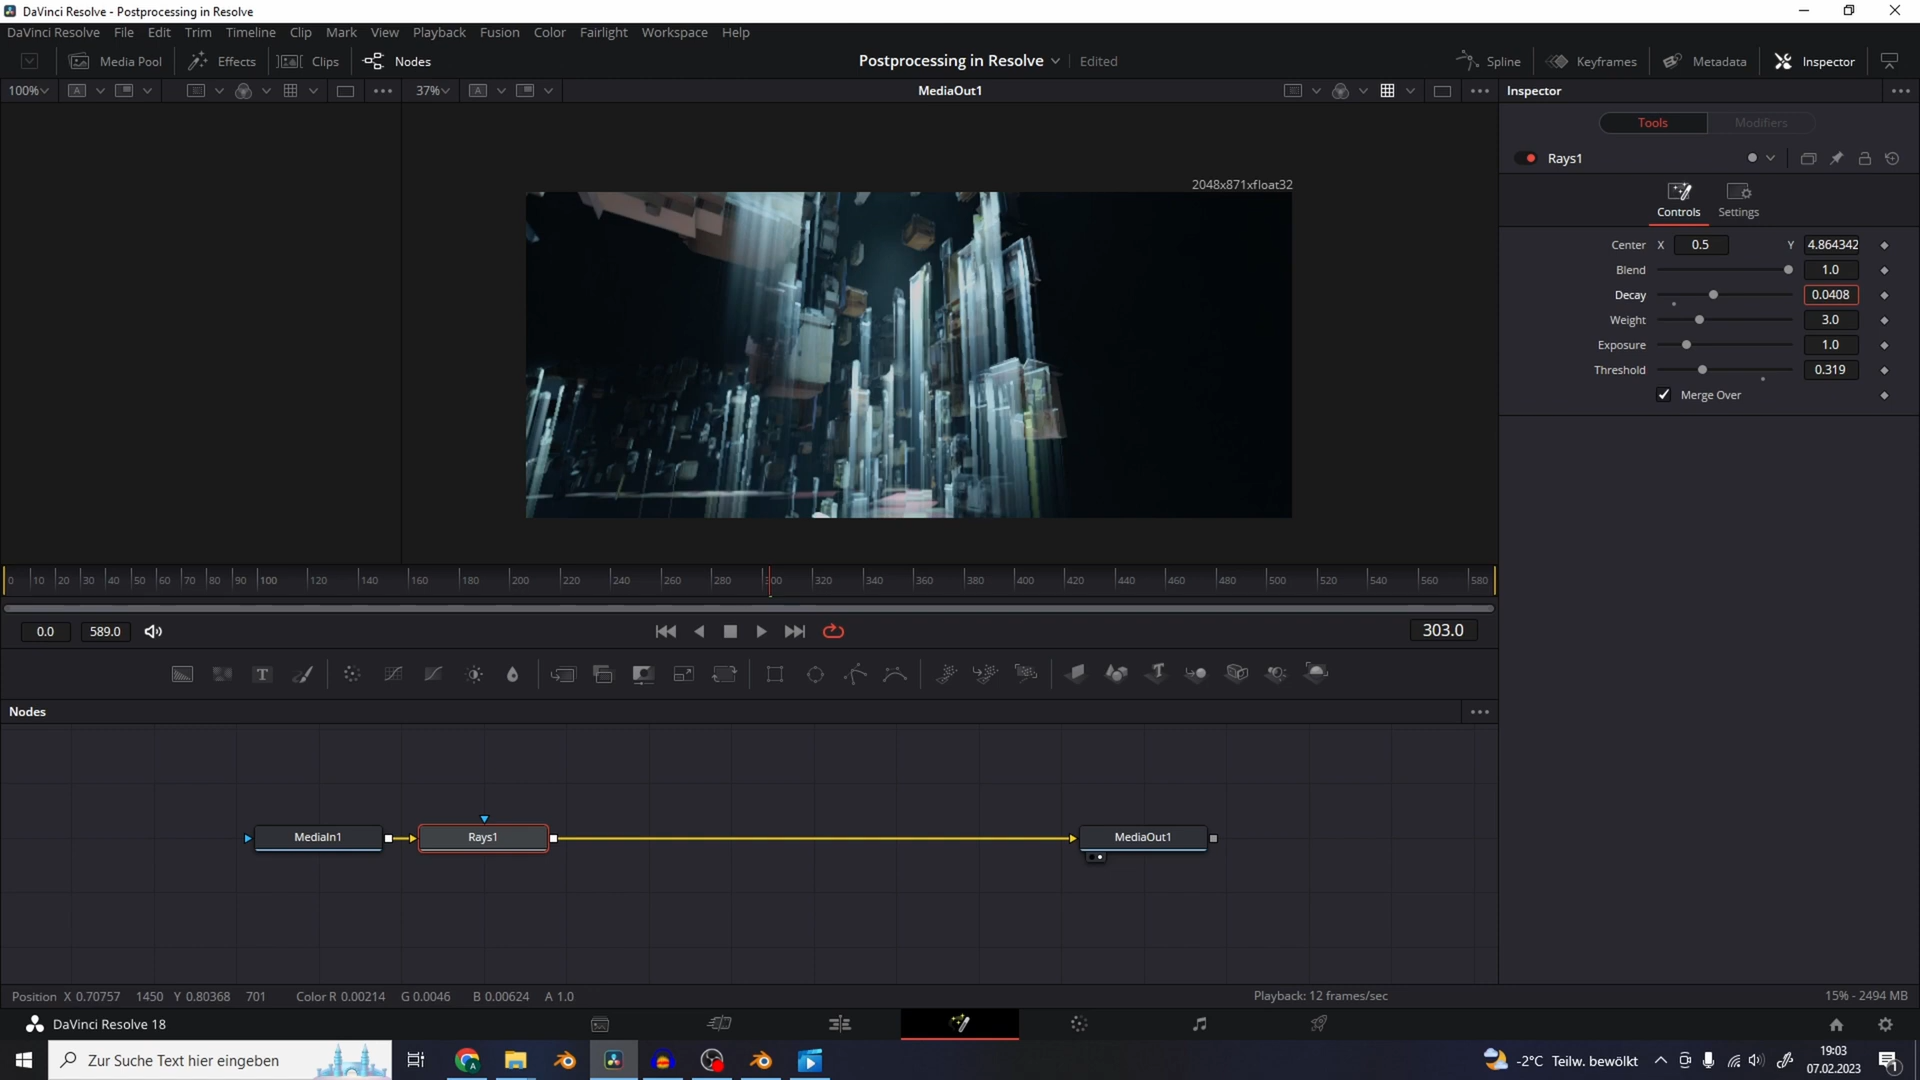 DaVinci Resolve - Postprocessing in Resolve
DaVinci Resolve File Edit Trim Timeline Clip Mark View Playback Fusion Color Fairlight Workspace Help
Media Pool Effects Clips Nodes Postprocessing in Resolve Edited Spline Keyframes Metadata Inspector
100% A 37% A MediaOut1 Inspector
Tools Modifiers
Rays1
2048x871xfloat32
Controls Settings
Center X 0.5 Y 4.864342
Blend 1.0
Decay 0.0408
Weight 3.0
Exposure 1.0
Threshold 0.319
Merge Over
0 10 20 30 40 50 60 70 80 90 100 120 140 160 180 200 220 240 260 280 300 320 340 360 380 400 420 440 460 480 500 520 540 560 580
0.0 589.0 303.0
T T
Nodes
MediaIn1 Rays1 MediaOut1
Position X 0.70757 1450 Y 0.80368 701 Color R 0.00214 G 0.0046 B 0.00624 A 1.0 Playback: 12 frames/sec 15% - 2494 MB
DaVinci Resolve 18
Zur Suche Text hier eingeben A -2°C Teilw. bewölkt 19:03
07.02.2023 1